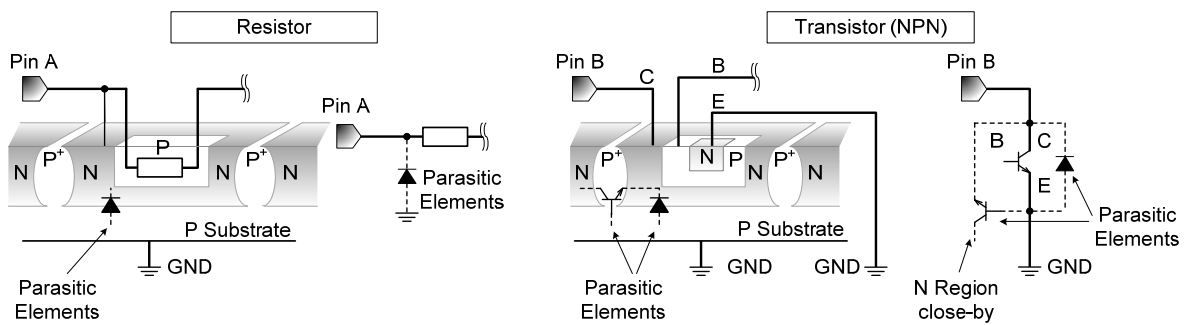 Resistor
Pin A
N
P+
N
P
N
P+
N
P Substrate
GND
Parasitic
Elements
Pin A
Parasitic
Elements
Transistor (NPN)
Pin B
C
B
E
N
P+
N
N
P
N
P+
N
P Substrate
GND
GND
Parasitic
Elements
Pin B
B
C
E
Parasitic
Elements
GND
N Region
close-by